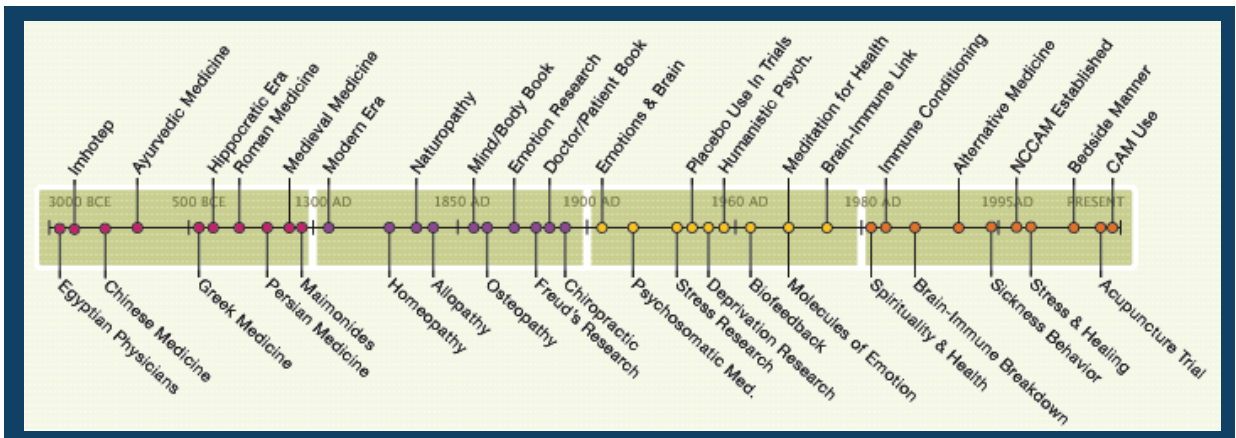 Imhotep
Ayurvedic Medicine
Hippocratic Era
Roman Medicine
Medieval Medicine
Modern Era
Naturopathy
Mind/Body Book
Emotion Research
Doctor/Patient Book
Emotions & Brain
Placebo Use In Trials
Humanistic Psych.
Meditation for Health
Brain-Immune Link
Immune Conditioning
Alternative Medicine
NCCAM Established
Bedside Manner
CAM Use
3000 BCE
500 BCE
1300 AD
1850 AD
1900 AD
1960 AD
1980 AD
1995AD
PRESENT
Egyptian Physicians
Chinese Medicine
Greek Medicine
Persian Medicine
Maimonides
Homeopathy
Allopathy
Osteopathy
Freud's Research
Chiropractic
Psychosomatic Med.
Stress Research
Deprivation Research
Biofeedback
Molecules of Emotion
Spirituality & Health
Brain-Immune Breakdown
Sickness Behavior
Stress & Healing
Acupuncture Trial